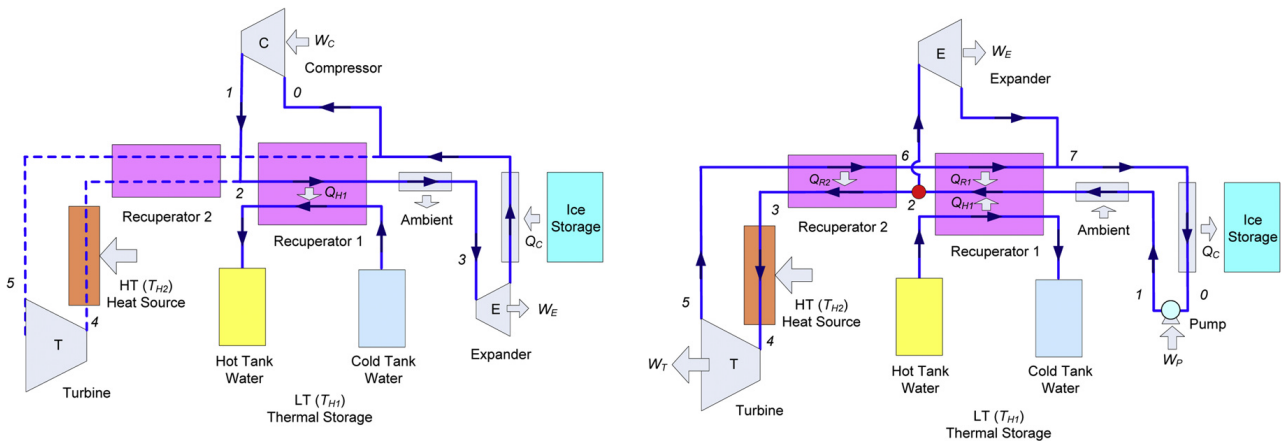 C
W_C
Compressor
1
0
2
Q_H1
Recuperator 2
Recuperator 1
Ambient
Q_C
Ice
Storage
3
5
HT (T_H2)
Heat Source
4
E
W_E
T
Expander
Turbine
Hot Tank
Water
Cold Tank
Water
LT (T_H1)
Thermal Storage
E
W_E
Expander
6
7
Q_R2
Q_R1
3
2
Q_H1
Recuperator 2
Recuperator 1
Ambient
Q_C
Ice
Storage
5
HT (T_H2)
Heat Source
1
0
4
Pump
W_T
T
W_P
Turbine
Hot Tank
Water
Cold Tank
Water
LT (T_H1)
Thermal Storage